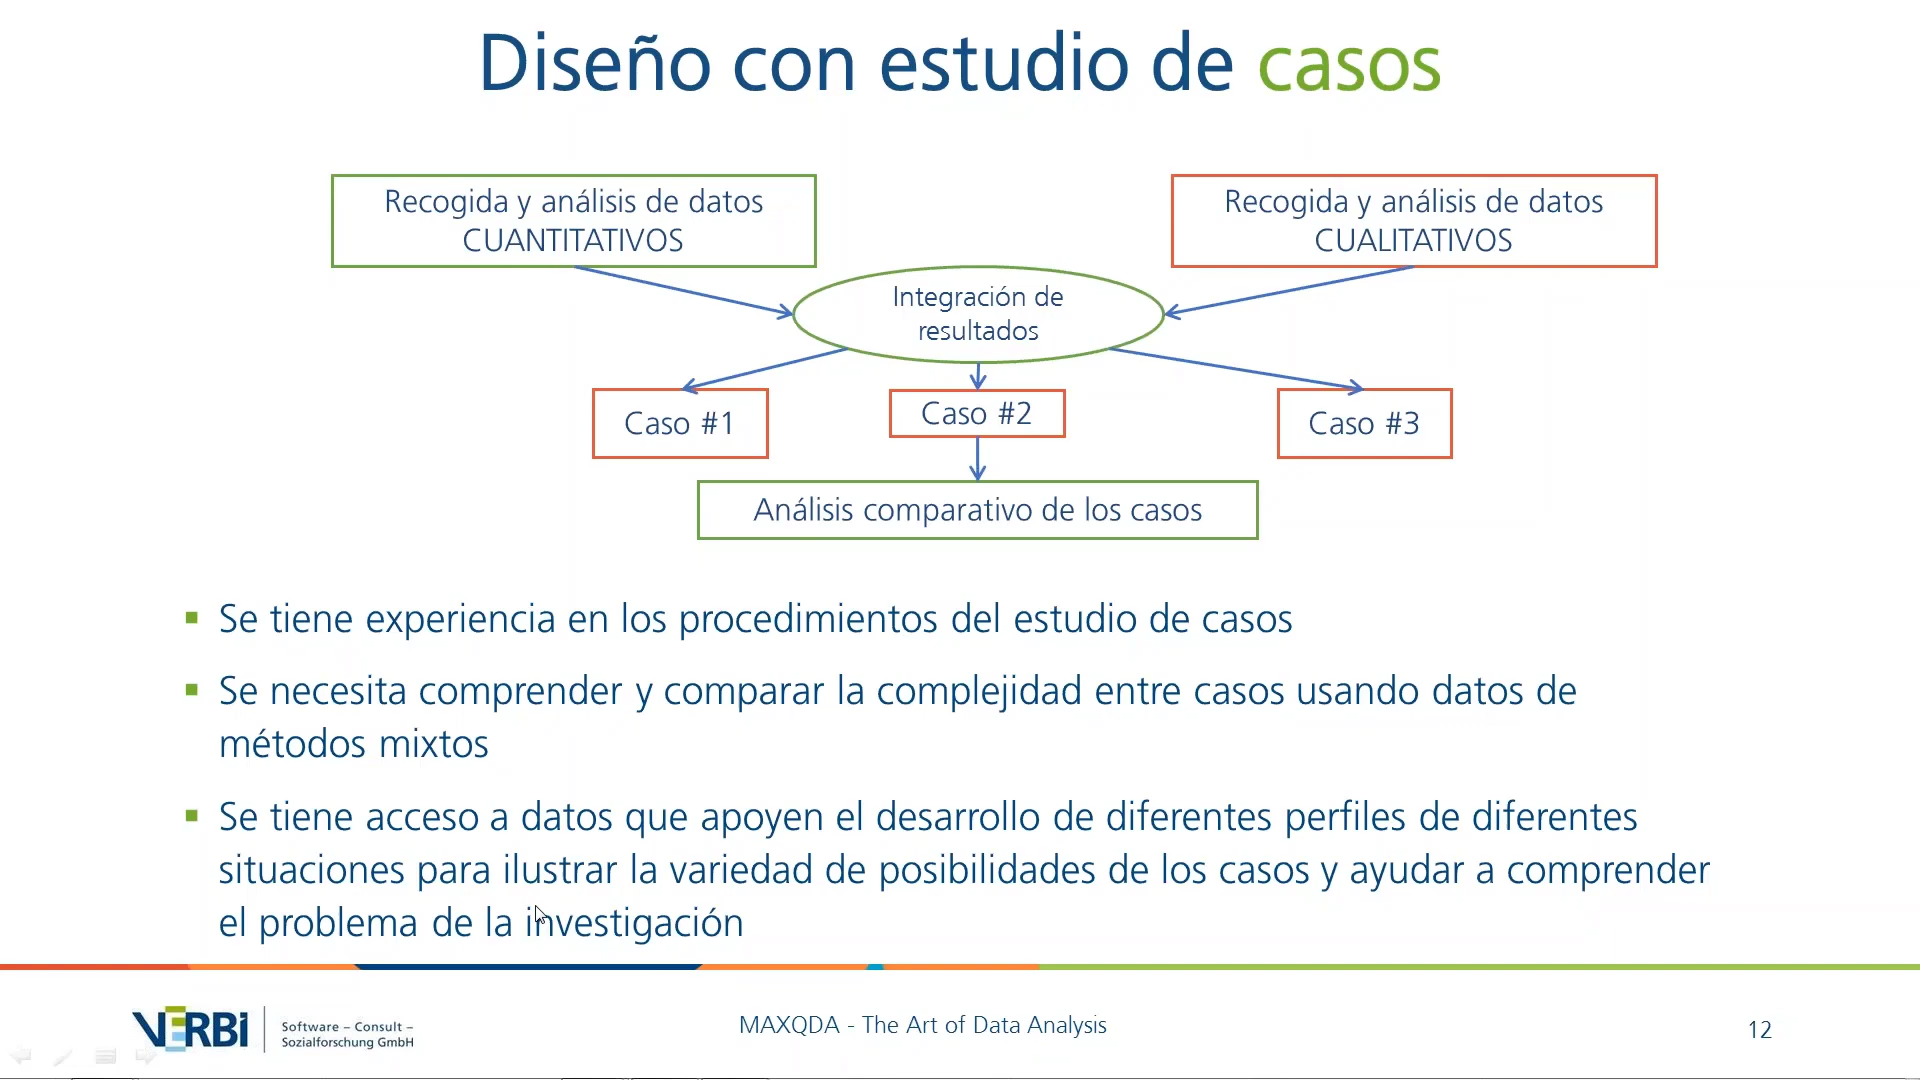 Diseño con estudio de casos
Recogida y análisis de datos
CUANTITATIVOS
Recogida y análisis de datos
CUALITATIVOS
Integración de
resultados
Caso #1
Caso #2
Caso #3
Análisis comparativo de los casos
Se tiene experiencia en los procedimientos del estudio de casos
Se necesita comprender y comparar la complejidad entre casos usando datos de
métodos mixtos
Se tiene acceso a datos que apoyen el desarrollo de diferentes perfiles de diferentes
situaciones para ilustrar la variedad de posibilidades de los casos y ayudar a comprender
el problema de la investigación
VERBI
Software – Consult –
Sozialforschung GmbH
MAXQDA - The Art of Data Analysis
12